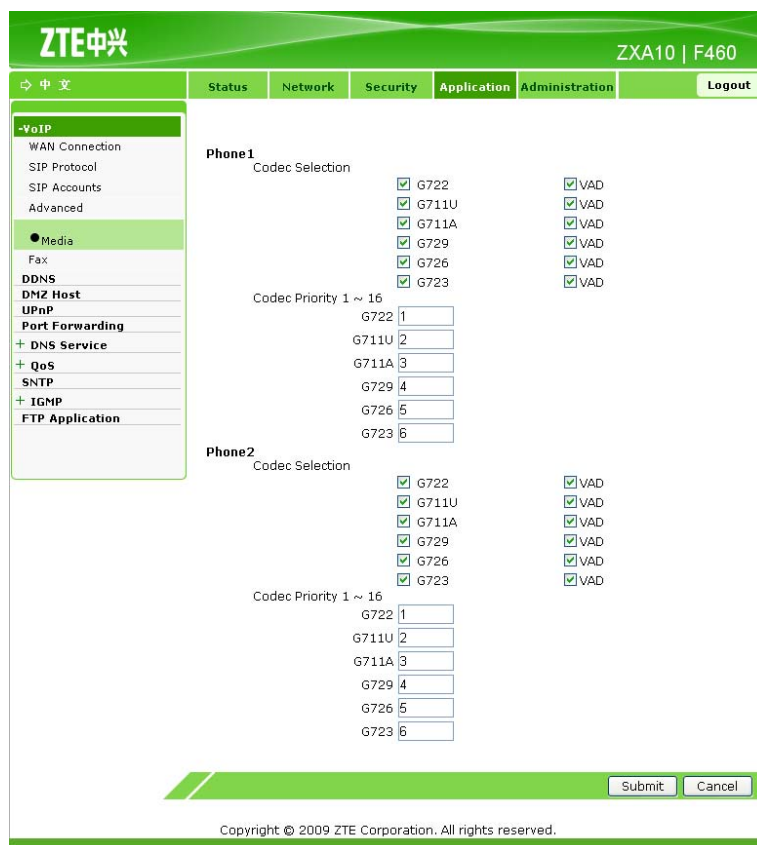 ZTE中兴
ZXA10 | F460
中 文
Status Network Security Application Administration Logout
-VoIP
WAN Connection
SIP Protocol
SIP Accounts
Advanced
Media
Fax
DDNS
DMZ Host
UPnP
Port Forwarding
+ DNS Service
+ QoS
SNTP
+ IGMP
FTP Application
Phone1
Codec Selection
G722 VAD
G711U VAD
G711A VAD
G729 VAD
G726 VAD
G723 VAD
Codec Priority 1 ~ 16
G722 1
G711U 2
G711A 3
G729 4
G726 5
G723 6
Phone2
Codec Selection
G722 VAD
G711U VAD
G711A VAD
G729 VAD
G726 VAD
G723 VAD
Codec Priority 1 ~ 16
G722 1
G711U 2
G711A 3
G729 4
G726 5
G723 6
Submit Cancel
Copyright © 2009 ZTE Corporation. All rights reserved.